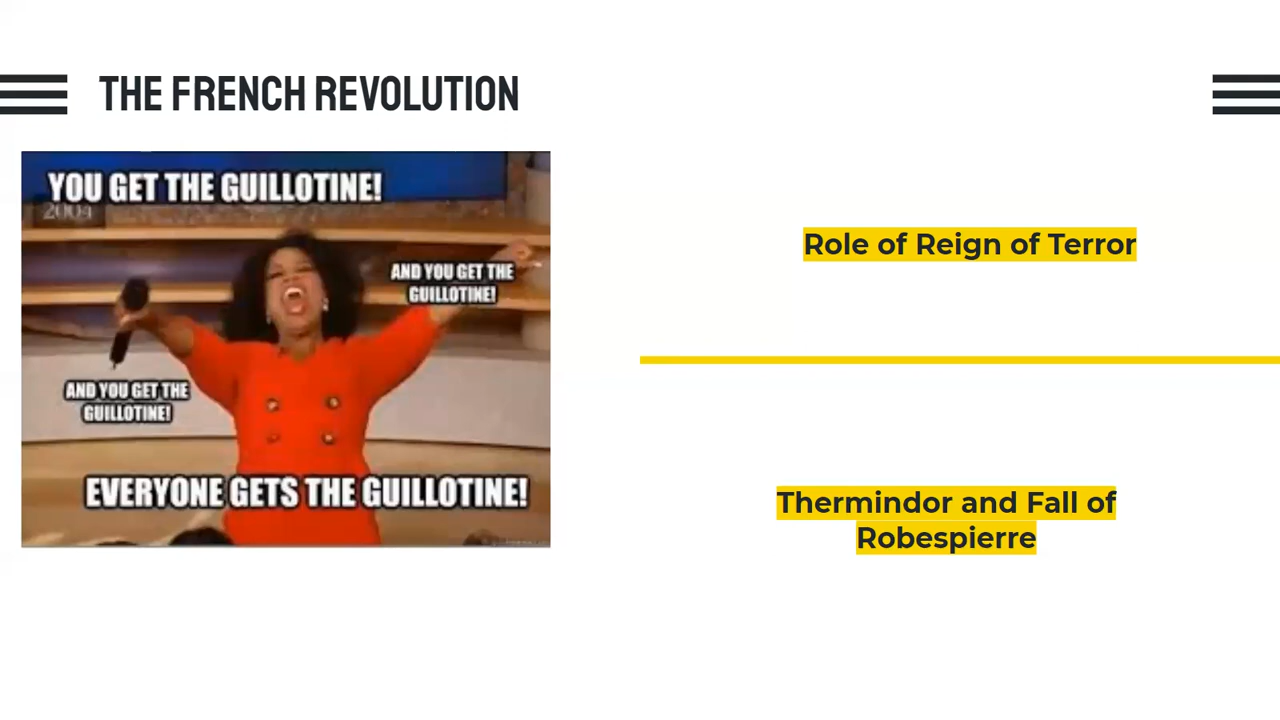 THE FRENCH REVOLUTION
YOU GET THE GUILLOTINE!
2004
AND YOU GET THE
GUILLOTINE!
AND YOU GET THE
GUILLOTINE!
EVERYONE GETS THE GUILLOTINE!
Role of Reign of Terror
Thermindor and Fall of
Robespierre